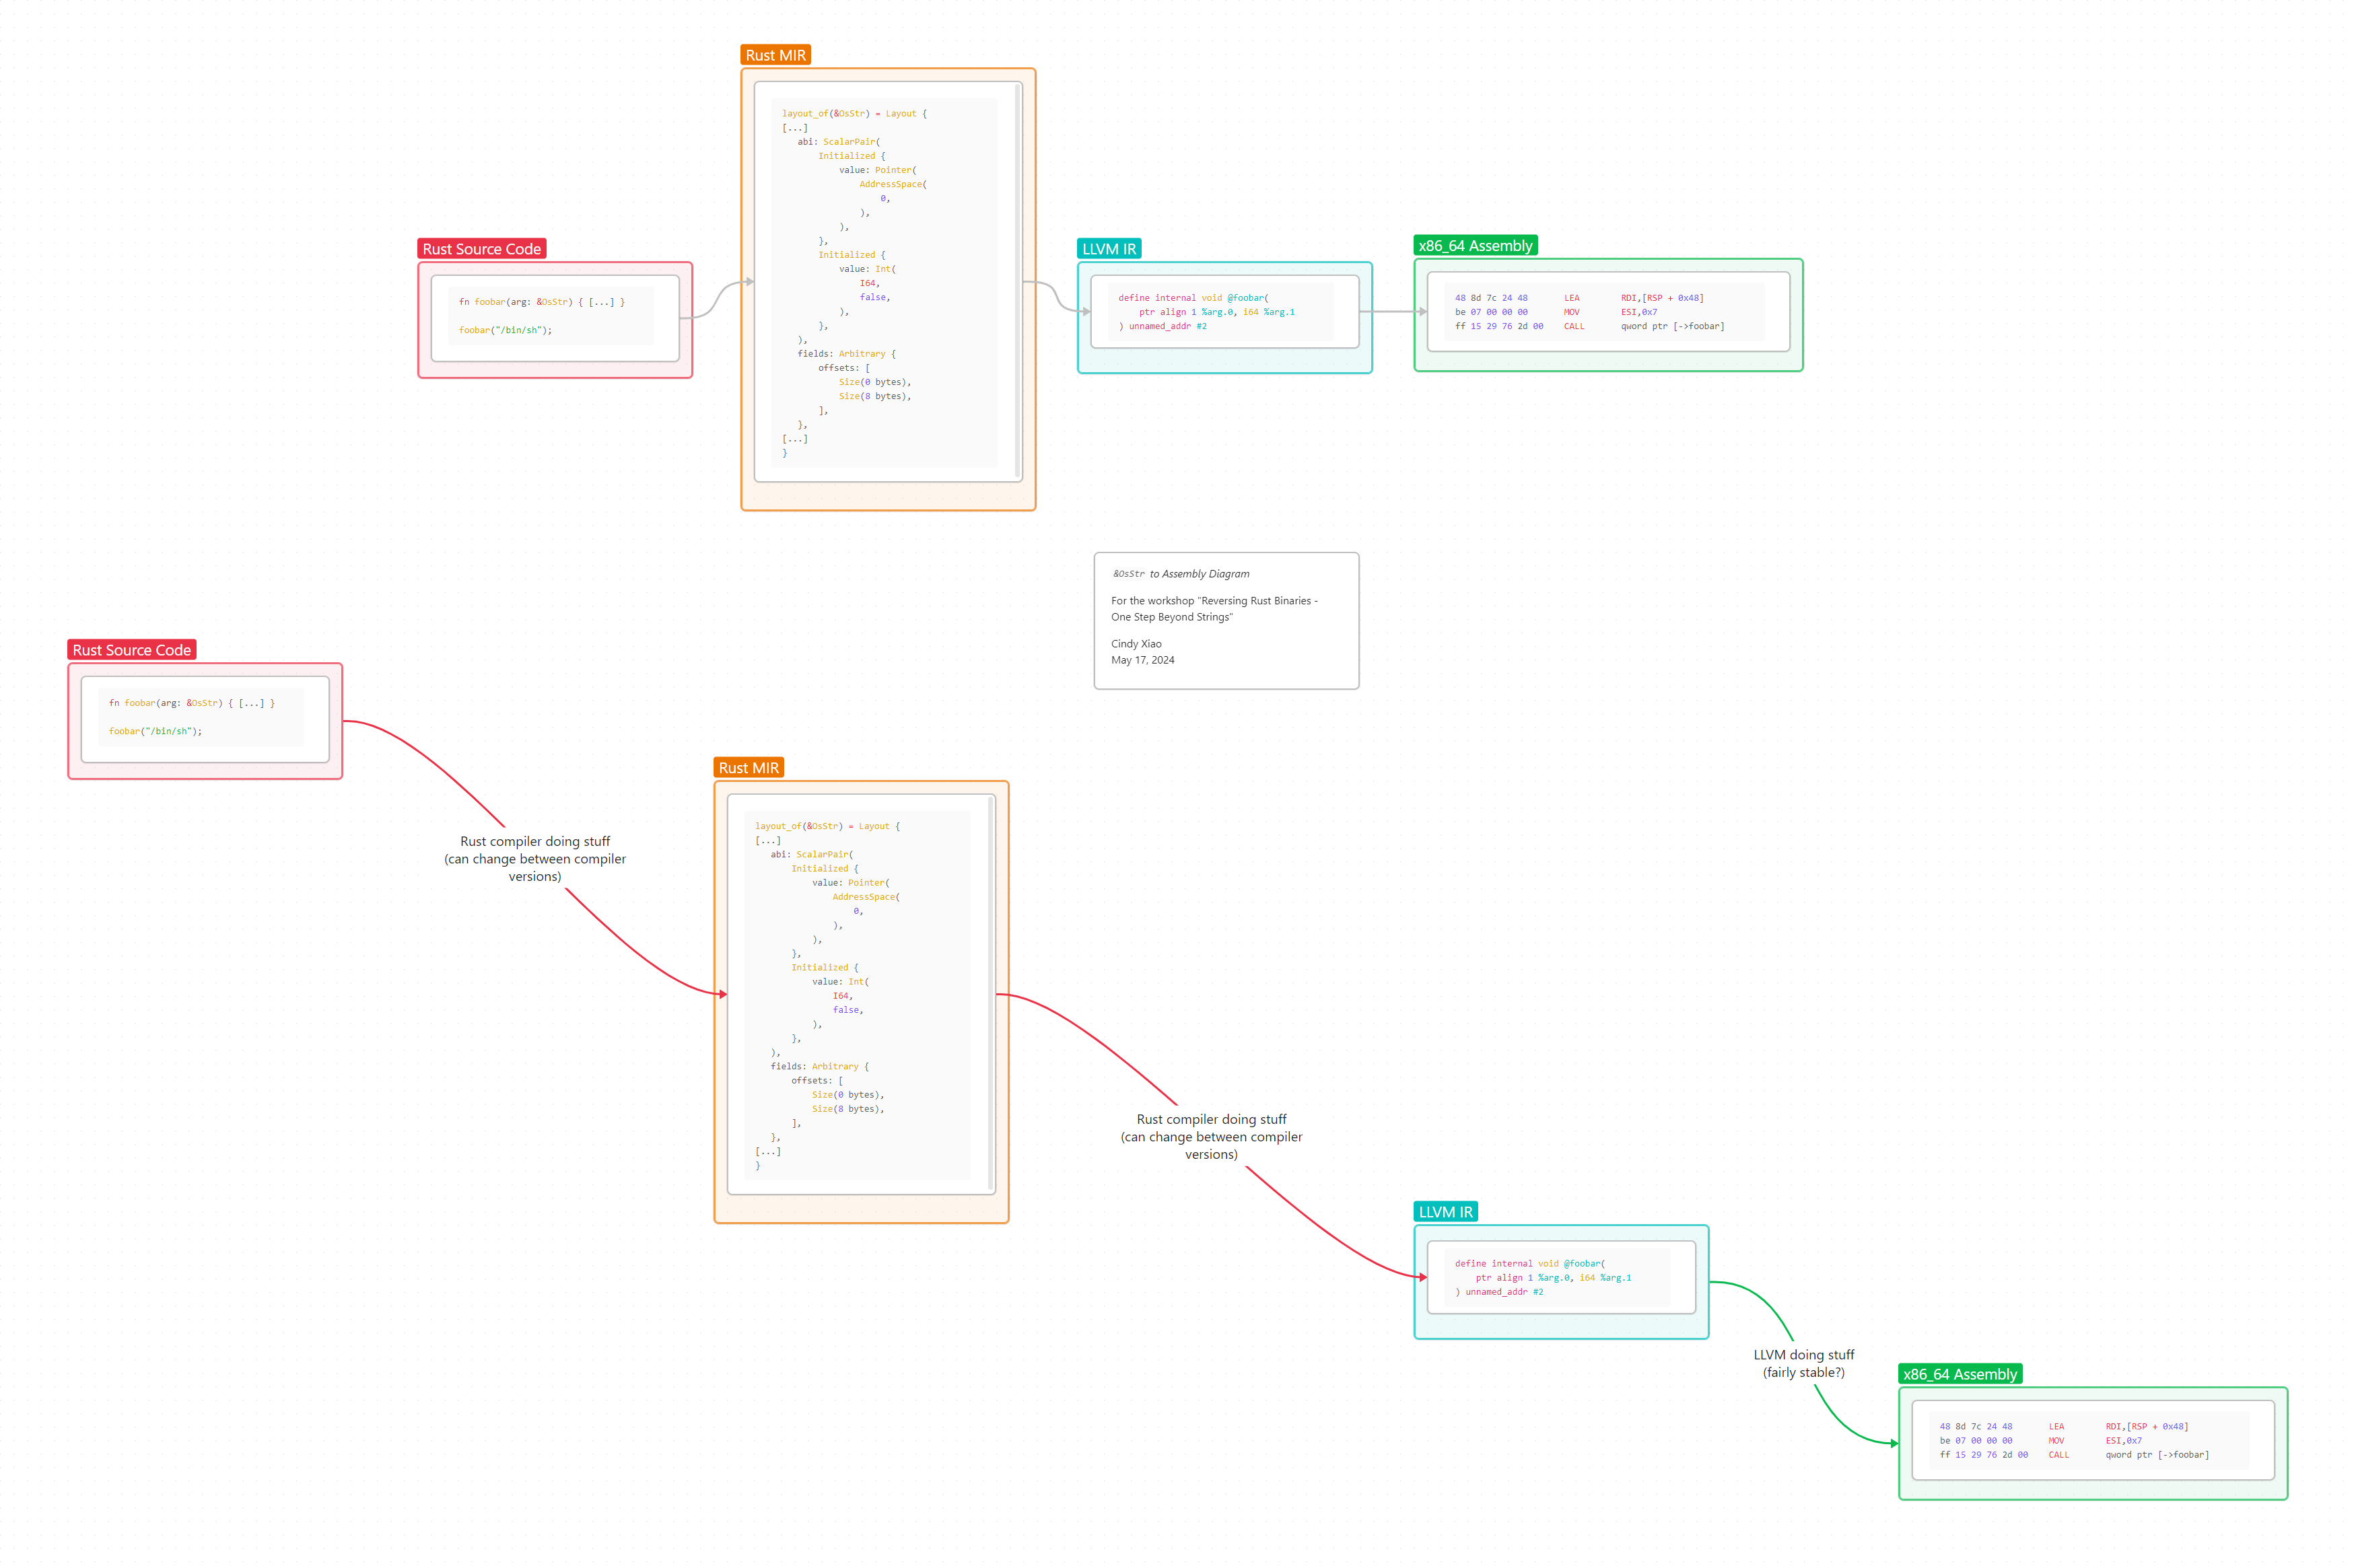 Rust Source Code
fn foobar(arg: &OsStr) { [...] }
foobar("/bin/sh");
Rust MIR
layout_of(&OsStr) = Layout {
[...]
abi: ScalarPair(
Initialized {
value: Pointer(
AddressSpace(
0,
),
),
},
Initialized {
value: Int(
I64,
false,
),
},
),
fields: Arbitrary {
offsets: [
Size(0 bytes),
Size(8 bytes),
],
},
[...]
}
LLVM IR
define internal void @foobar(
ptr align 1 %arg.0, i64 %arg.1
) unnamed_addr #2
x86_64 Assembly
48 8d 7c 24 48 LEA RDI,[RSP + 0x48]
be 07 00 00 00 MOV ESI,0x7
ff 15 29 76 2d 00 CALL qword ptr [->foobar]
&OsStr to Assembly Diagram
For the workshop "Reversing Rust Binaries -
One Step Beyond Strings"
Cindy Xiao
May 17, 2024
Rust Source Code
fn foobar(arg: &OsStr) { [...] }
foobar("/bin/sh");
Rust compiler doing stuff
(can change between compiler
versions)
Rust MIR
layout_of(&OsStr) = Layout {
[...]
abi: ScalarPair(
Initialized {
value: Pointer(
AddressSpace(
0,
),
),
},
Initialized {
value: Int(
I64,
false,
),
},
),
fields: Arbitrary {
offsets: [
Size(0 bytes),
Size(8 bytes),
],
},
[...]
}
Rust compiler doing stuff
(can change between compiler
versions)
LLVM IR
define internal void @foobar(
ptr align 1 %arg.0, i64 %arg.1
) unnamed_addr #2
LLVM doing stuff
(fairly stable?)
x86_64 Assembly
48 8d 7c 24 48 LEA RDI,[RSP + 0x48]
be 07 00 00 00 MOV ESI,0x7
ff 15 29 76 2d 00 CALL qword ptr [->foobar]